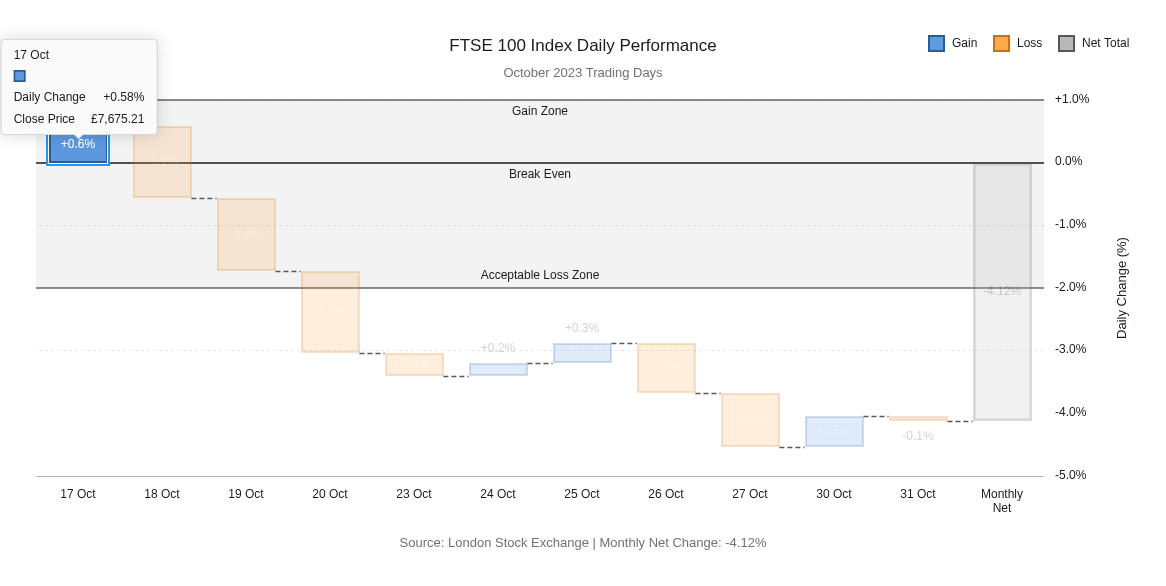 FTSE 100 Index Daily Performance
October 2023 Trading Days
Gain
Loss
Net Total
17 Oct
Daily Change +0.58%
Close Price £7,675.21
+0.6%
Gain Zone
Break Even
Acceptable Loss Zone
+0.2%
+0.3%
-0.1%
-4.12%
+1.0%
0.0%
-1.0%
-2.0%
-3.0%
-4.0%
-5.0%
Daily Change (%)
17 Oct
18 Oct
19 Oct
20 Oct
23 Oct
24 Oct
25 Oct
26 Oct
27 Oct
30 Oct
31 Oct
Monthly
Net
Source: London Stock Exchange | Monthly Net Change: -4.12%